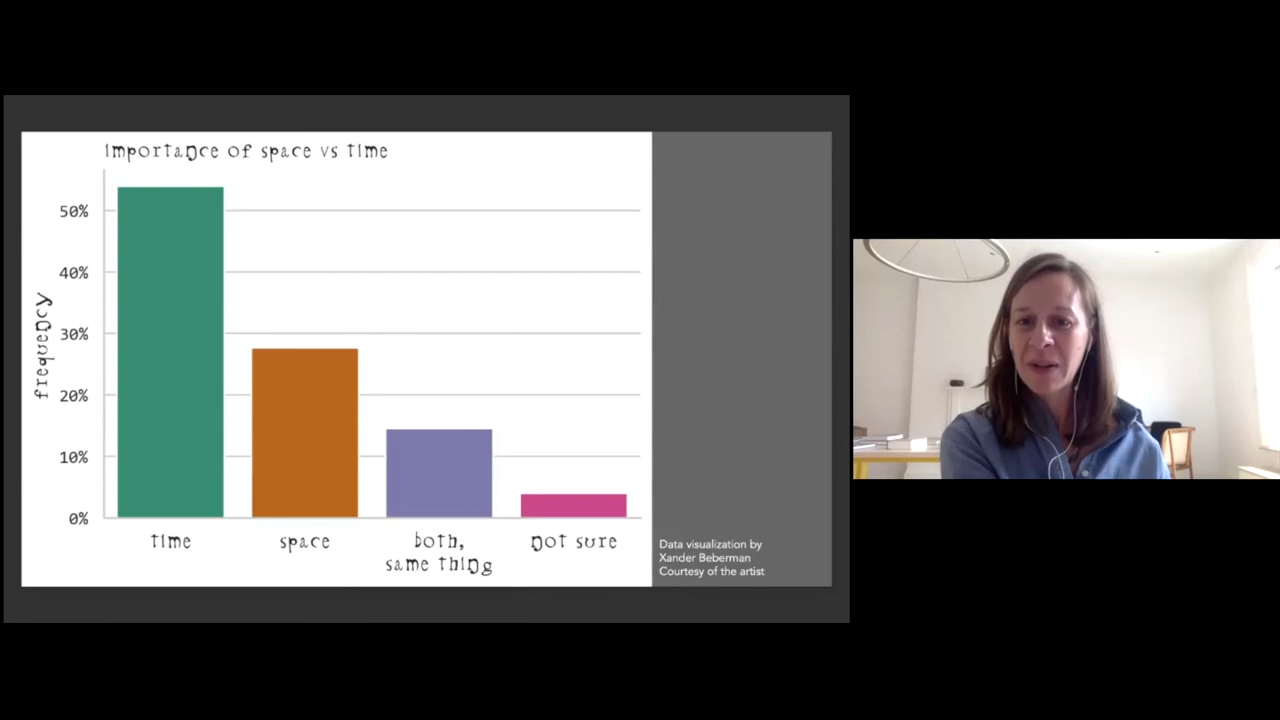 importance of space vs time
frequency
50%
40%
30%
20%
10%
0%
time
space
both,
same thing
not sure
Data visualization by
Xander Beberman
Courtesy of the artist